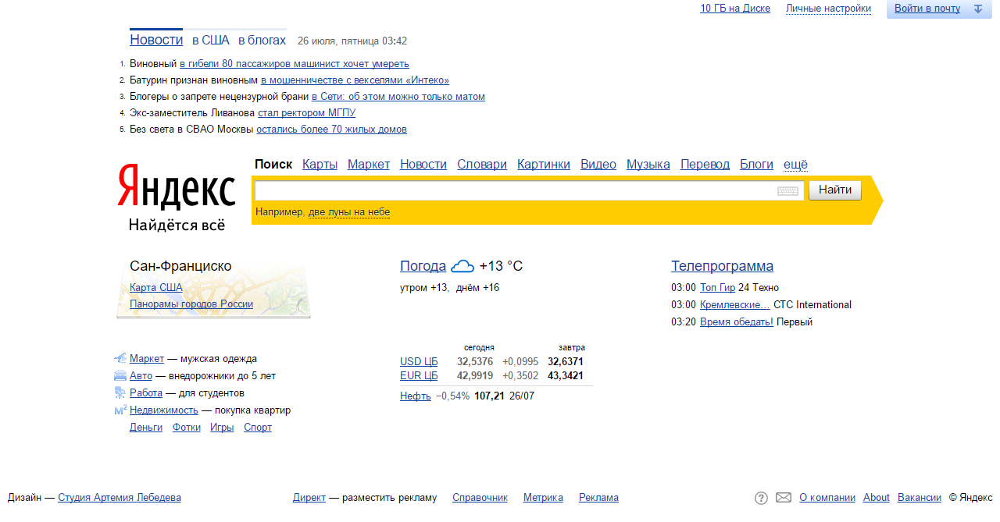 10 ГБ на Диске Личные настройки Войти в почту
Новости в США в блогах 26 июля, пятница 03:42
1. Виновный в гибели 80 пассажиров машинист хочет умереть
2. Батурин признан виновным в мошенничестве с векселями «Интеко»
3. Блогеры о запрете нецензурной брани в Сети: об этом можно только матом
4. Экс-заместитель Ливанова стал ректором МГПУ
5. Без света в СВАО Москвы остались более 70 жилых домов
Яндекс
Найдётся всё
Поиск Карты Маркет Новости Словари Картинки Видео Музыка Перевод Блоги ещё
Найти
Например, две луны на небе
Сан-Франциско
Карта США
Панорамы городов России
Погода +13 °C
утром +13, днём +16
Телепрограмма
03:00 Топ Гир 24 Техно
03:00 Кремлевские... СТС International
03:20 Время обедать! Первый
Маркет — мужская одежда
Авто — внедорожники до 5 лет
Работа — для студентов
м² Недвижимость — покупка квартир
Деньги Фотки Игры Спорт
сегодня завтра
USD ЦБ 32,5376 +0,0995 32,6371
EUR ЦБ 42,9919 +0,3502 43,3421
Нефть −0,54% 107,21 26/07
Дизайн — Студия Артемия Лебедева Директ — разместить рекламу Справочник Метрика Реклама ? О компании About Вакансии © Яндекс